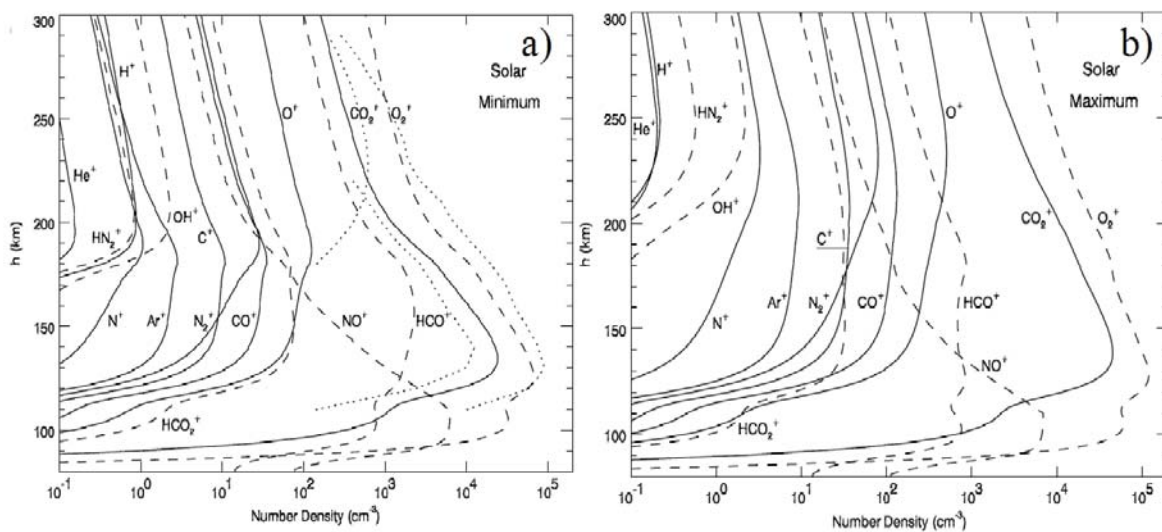 300
250
200
150
100
h (km)
a)
Solar
Minimum
H⁺
He⁺
HN₂⁺
OH⁺
C⁺
O⁺
CO₂⁺
O₂⁺
N⁺
Ar⁺
N₂⁺
CO⁺
NO⁺
HCO⁺
HCO₂⁺
10⁻¹ 10⁰ 10¹ 10² 10³ 10⁴ 10⁵
Number Density (cm⁻³)
300
250
200
150
100
h (km)
b)
Solar
Maximum
H⁺
He⁺
HN₂⁺
OH⁺
O⁺
C⁺
CO₂⁺
O₂⁺
N⁺
Ar⁺
N₂⁺
CO⁺
HCO⁺
NO⁺
HCO₂⁺
10⁻¹ 10⁰ 10¹ 10² 10³ 10⁴ 10⁵
Number Density (cm⁻³)